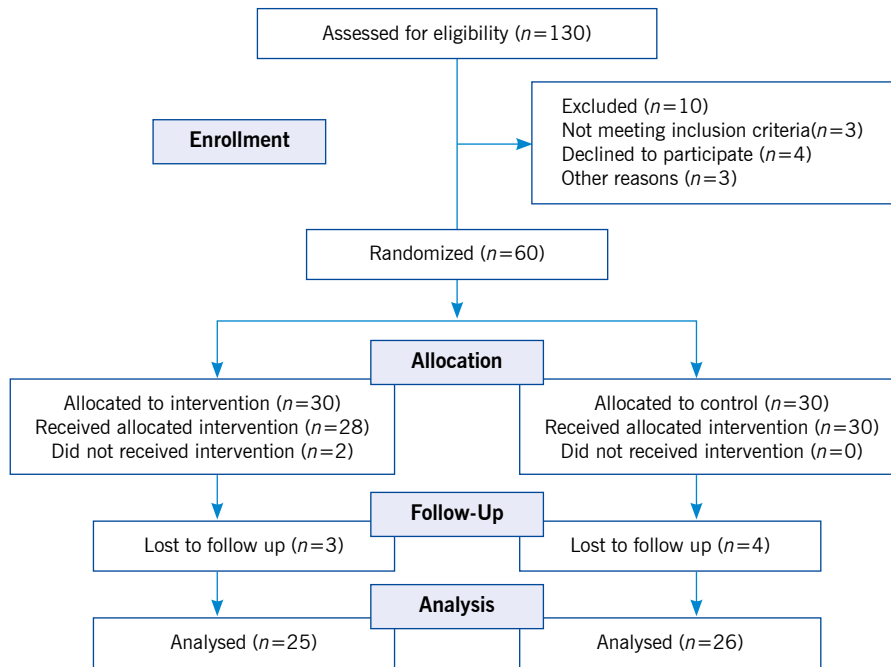 Assessed for eligibility (n=130)
Enrollment
Excluded (n=10)
Not meeting inclusion criteria(n=3)
Declined to participate (n=4)
Other reasons (n=3)
Randomized (n=60)
Allocation
Allocated to intervention (n=30)
Received allocated intervention (n=28)
Did not received intervention (n=2)
Allocated to control (n=30)
Received allocated intervention (n=30)
Did not received intervention (n=0)
Follow-Up
Lost to follow up (n=3)
Lost to follow up (n=4)
Analysis
Analysed (n=25)
Analysed (n=26)